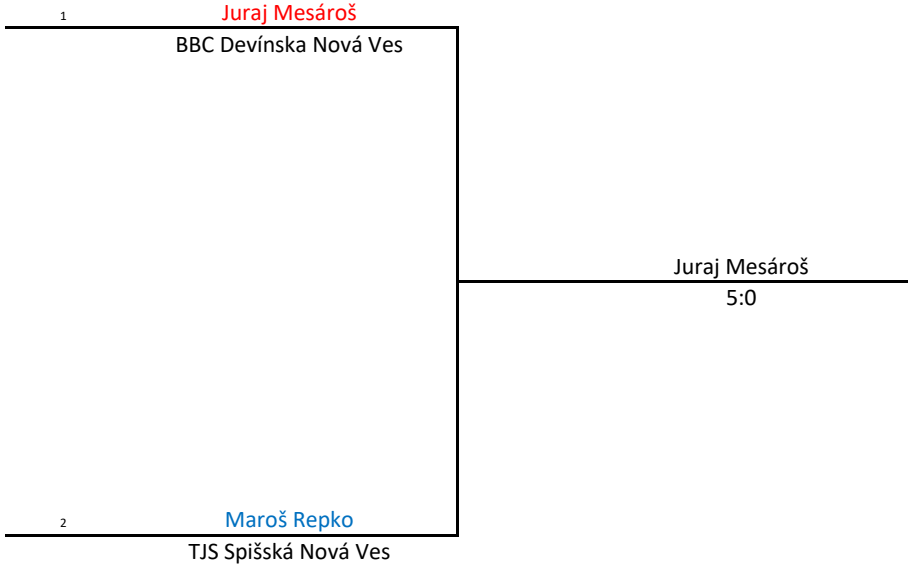 1 Juraj Mesároš
BBC Devínska Nová Ves
Juraj Mesároš
5:0
2 Maroš Repko
TJS Spišská Nová Ves